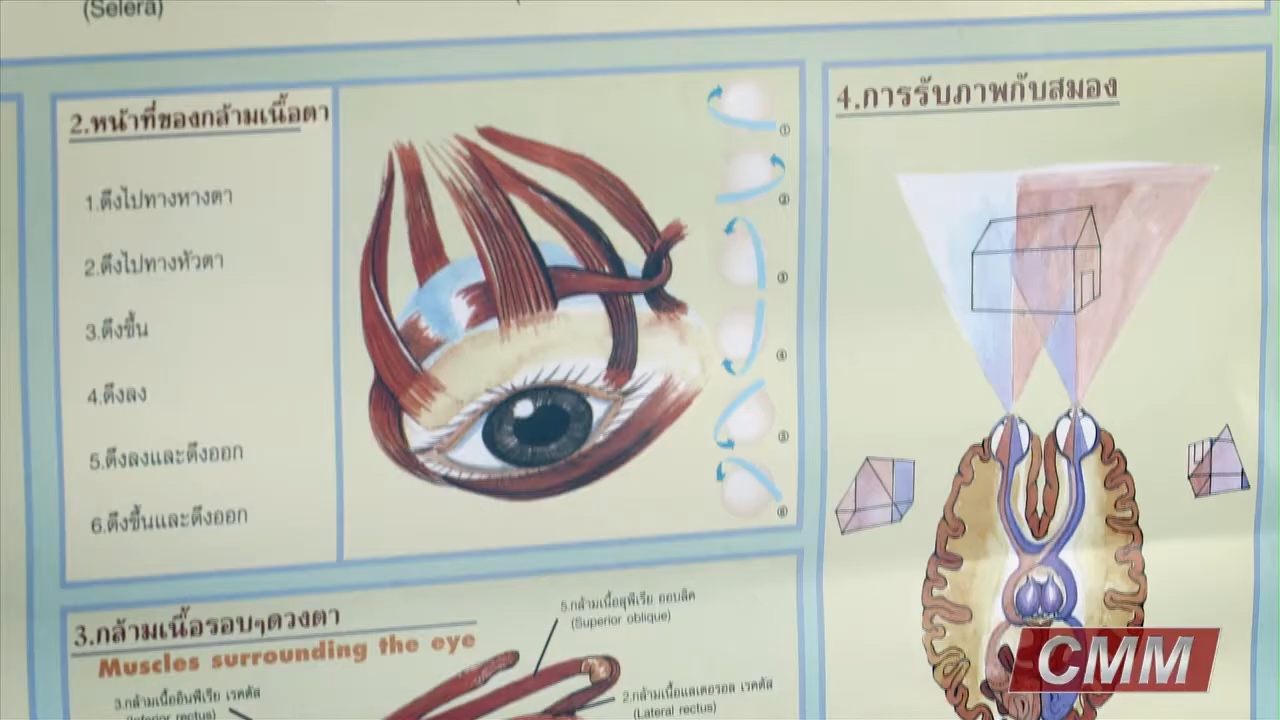 (Selera)
2.หน้าที่ของกล้ามเนื้อตา
1.ดึงไปทางหางตา
2.ดึงไปทางหัวตา
3.ดึงขึ้น
4.ดึงลง
5.ดึงลงและดึงออก
6.ดึงขึ้นและดึงออก
①
②
③
④
⑤
⑥
4.การรับภาพกับสมอง
3.กล้ามเนื้อรอบๆดวงตา
Muscles surrounding the eye
5.กล้ามเนื้อสุพีเรีย ออบลิค
(Superior oblique)
3.กล้ามเนื้ออินฟีเรีย เรคตัส
(Inferior rectus)
2.กล้ามเนื้อแลเตอรอล เรคตัส
(Lateral rectus)
CMM